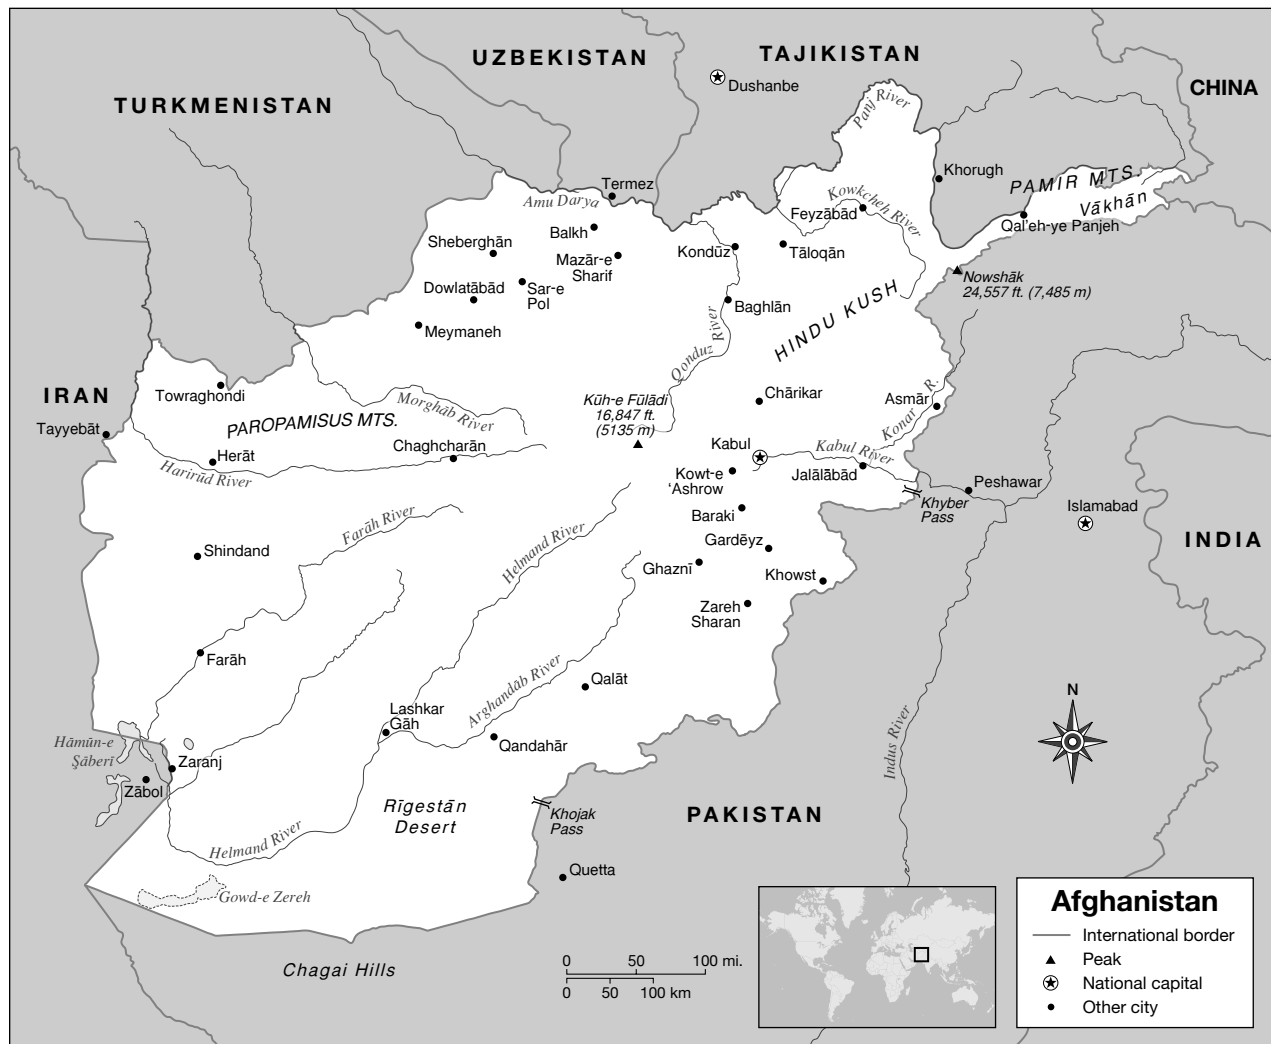 UZBEKISTAN
TAJIKISTAN
Dushanbe
CHINA
TURKMENISTAN
Panj River
Khorugh
PAMIR MTS.
Vākhān
Termez
Amu Darya
Kowkcheh River
Feyzābād
Qal'eh-ye Panjeh
Balkh
Sheberghān
Mazār-e
Sharif
Kondūz
Tāloqān
Nowshāk
24,557 ft. (7,485 m)
Dowlatābād
Sar-e
Pol
Baghlān
HINDU KUSH
Meymaneh
Qonduz River
IRAN
Towraghondi
Kūh-e Fūlādi
16,847 ft.
(5135 m)
Chārikar
Asmār
Konar R.
Tayyebāt
PAROPAMISUS MTS.
Morghāb River
Herāt
Chaghcharān
Kabul
Kabul River
Harirūd River
Kowt-e
‘Ashrow
Jalālābād
Peshawar
Khyber
Pass
Islamabad
Baraki
Farāh River
Helmand River
Gardēyz
INDIA
Shindand
Ghaznī
Khowst
Zareh
Sharan
Farāh
Arghandāb River
Qalāt
N
Lashkar
Gāh
Qandahār
Indus River
Hāmūn-e
Şāberī
Zaranj
Zābol
Rīgestān
Desert
Khojak
Pass
PAKISTAN
Helmand River
Quetta
Gowd-e Zereh
Chagai Hills
0 50 100 mi.
0 50 100 km
Afghanistan
International border
Peak
National capital
Other city